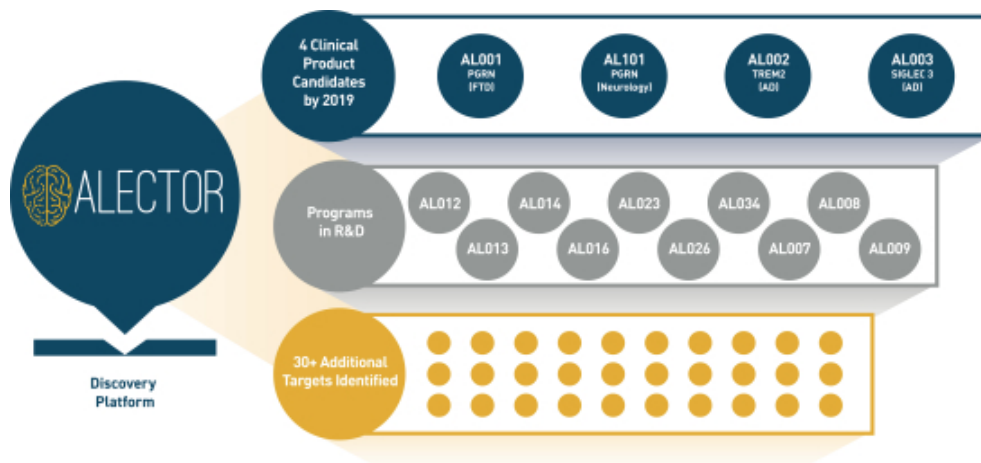 4 Clinical
Product
Candidates
by 2019
AL001
PGRN
(FTD)
AL101
PGRN
(Neurology)
AL002
TREM2
(AD)
AL003
SIGLEC 3
(AD)
ALECTOR
Programs
in R&D
AL012
AL014
AL023
AL034
AL008
AL013
AL016
AL026
AL007
AL009
30+ Additional
Targets Identified
Discovery
Platform